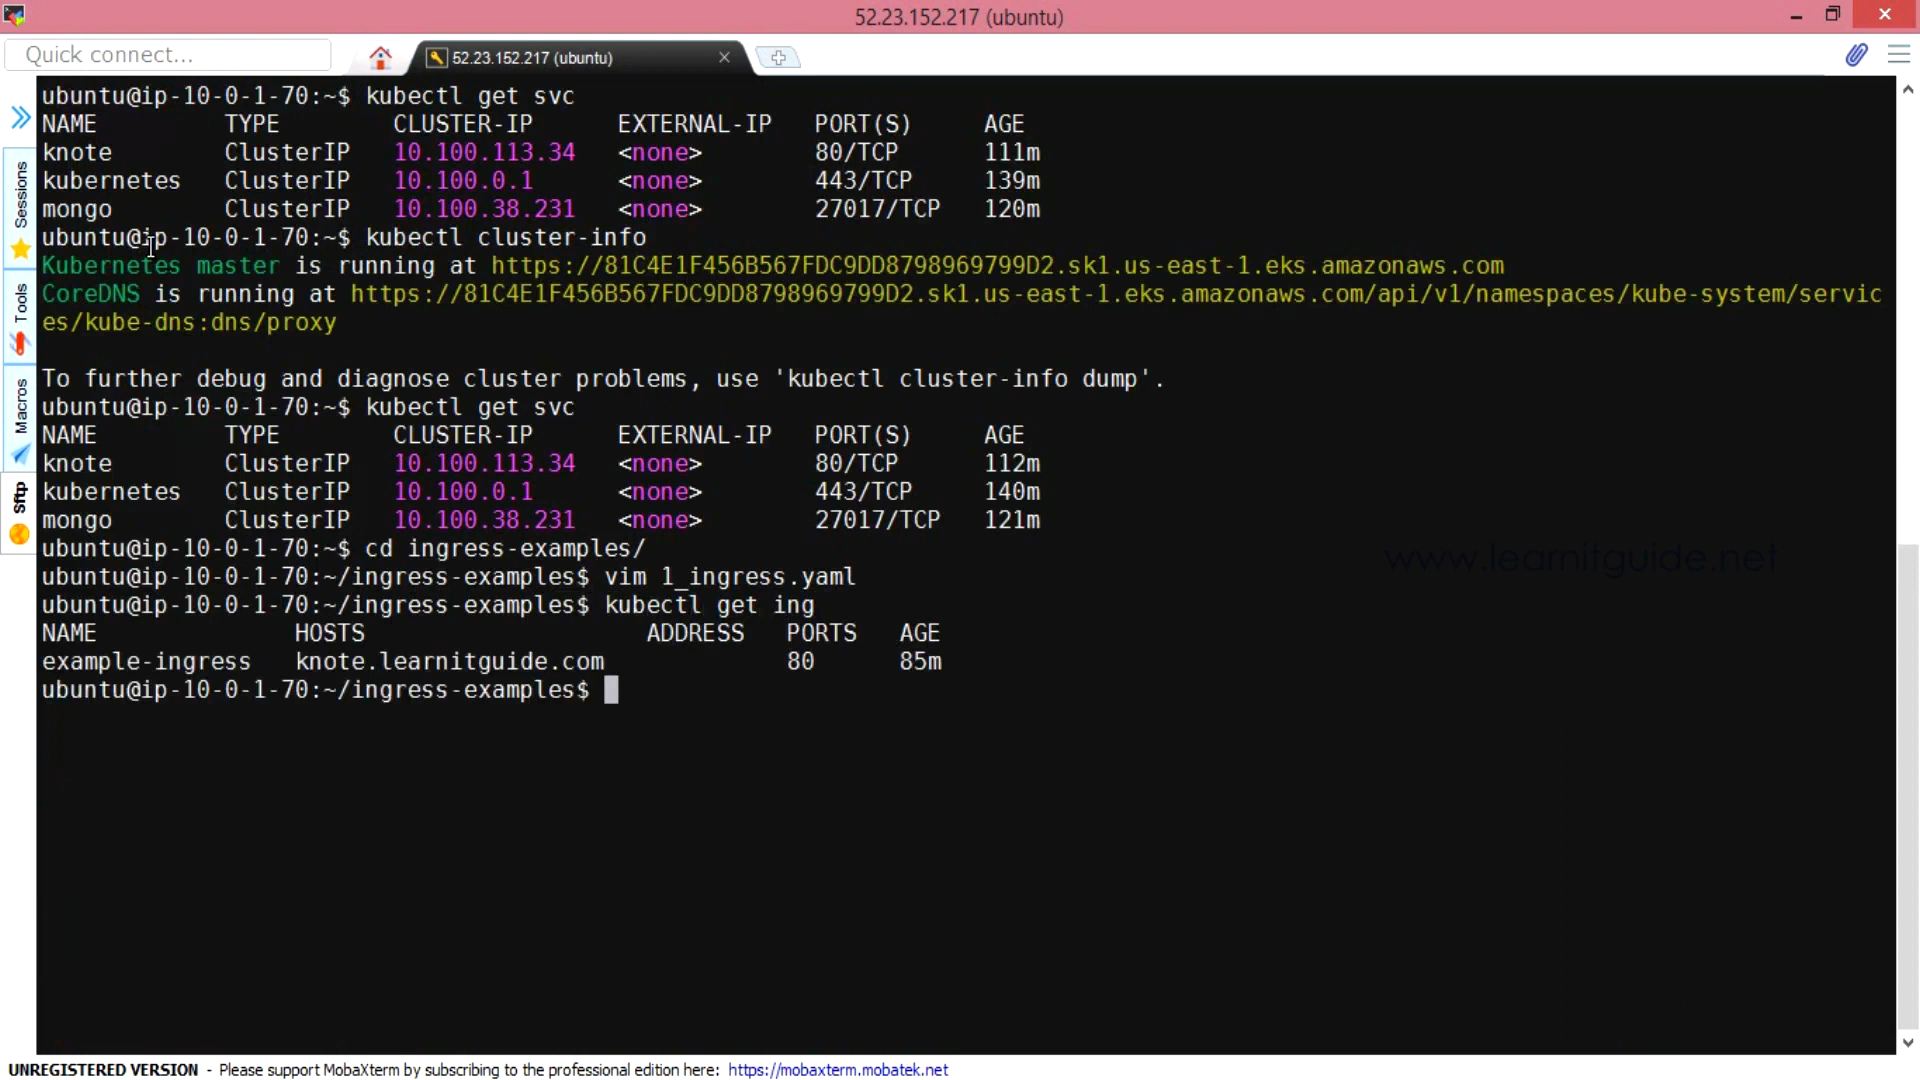 52.23.152.217 (ubuntu)
Quick connect...
52.23.152.217 (ubuntu)
ubuntu@ip-10-0-1-70:~$ kubectl get svc
NAME TYPE CLUSTER-IP EXTERNAL-IP PORT(S) AGE
knote ClusterIP 10.100.113.34 <none> 80/TCP 111m
kubernetes ClusterIP 10.100.0.1 <none> 443/TCP 139m
mongo ClusterIP 10.100.38.231 <none> 27017/TCP 120m
ubuntu@ip-10-0-1-70:~$ kubectl cluster-info
Kubernetes master is running at https://81C4E1F456B567FDC9DD8798969799D2.sk1.us-east-1.eks.amazonaws.com
CoreDNS is running at https://81C4E1F456B567FDC9DD8798969799D2.sk1.us-east-1.eks.amazonaws.com/api/v1/namespaces/kube-system/servic
es/kube-dns:dns/proxy
To further debug and diagnose cluster problems, use 'kubectl cluster-info dump'.
ubuntu@ip-10-0-1-70:~$ kubectl get svc
NAME TYPE CLUSTER-IP EXTERNAL-IP PORT(S) AGE
knote ClusterIP 10.100.113.34 <none> 80/TCP 112m
kubernetes ClusterIP 10.100.0.1 <none> 443/TCP 140m
mongo ClusterIP 10.100.38.231 <none> 27017/TCP 121m
ubuntu@ip-10-0-1-70:~$ cd ingress-examples/
ubuntu@ip-10-0-1-70:~/ingress-examples$ vim 1_ingress.yaml
ubuntu@ip-10-0-1-70:~/ingress-examples$ kubectl get ing
NAME HOSTS ADDRESS PORTS AGE
example-ingress knote.learnitguide.com 80 85m
ubuntu@ip-10-0-1-70:~/ingress-examples$
www.learnitguide.net
Sessions
Tools
Macros
Sftp
UNREGISTERED VERSION - Please support MobaXterm by subscribing to the professional edition here: https://mobaxterm.mobatek.net